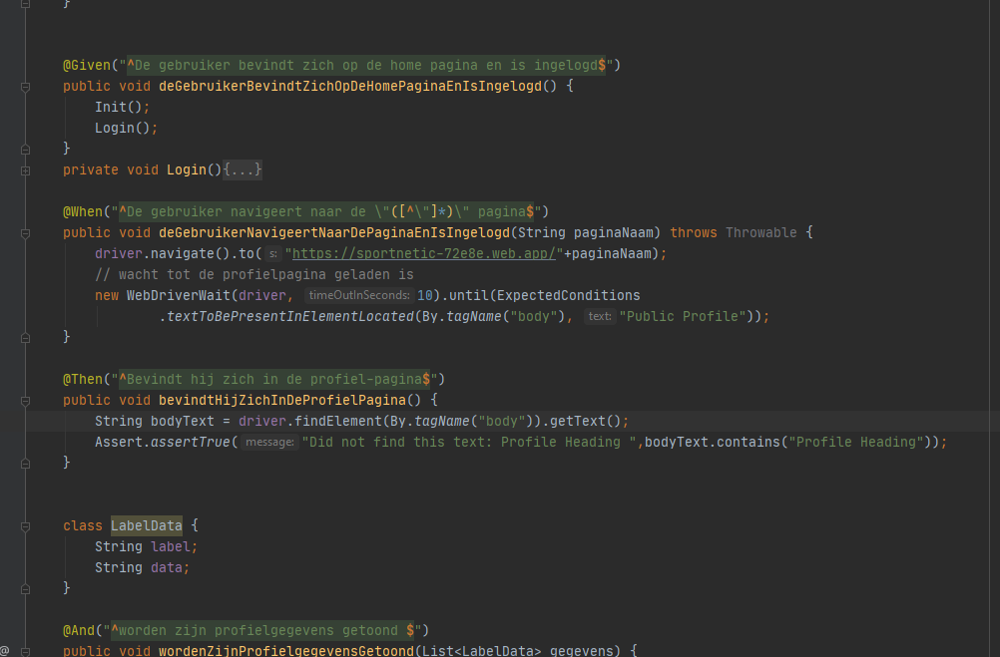 }
@Given("^De gebruiker bevindt zich op de home pagina en is ingelogd$")
public void deGebruikerBevindtZichOpDeHomePaginaEnIsIngelogd() {
Init();
Login();
}
private void Login(){...}
@When("^De gebruiker navigeert naar de \"([^\"]*)\" pagina$")
public void deGebruikerNavigeertNaarDePaginaEnIsIngelogd(String paginaNaam) throws Throwable {
driver.navigate().to( s: "https://sportnetic-72e8e.web.app/"+paginaNaam);
// wacht tot de profielpagina geladen is
new WebDriverWait(driver, timeOutInSeconds: 10).until(ExpectedConditions
.textToBePresentInElementLocated(By.tagName("body"), text: "Public Profile"));
}
@Then("^Bevindt hij zich in de profiel-pagina$")
public void bevindtHijZichInDeProfielPagina() {
String bodyText = driver.findElement(By.tagName("body")).getText();
Assert.assertTrue( message: "Did not find this text: Profile Heading ",bodyText.contains("Profile Heading"));
}
class LabelData {
String label;
String data;
}
@And("^worden zijn profielgegevens getoond $")
@ public void wordenZijnProfielgegevensGetoond(List<LabelData> gegevens) {